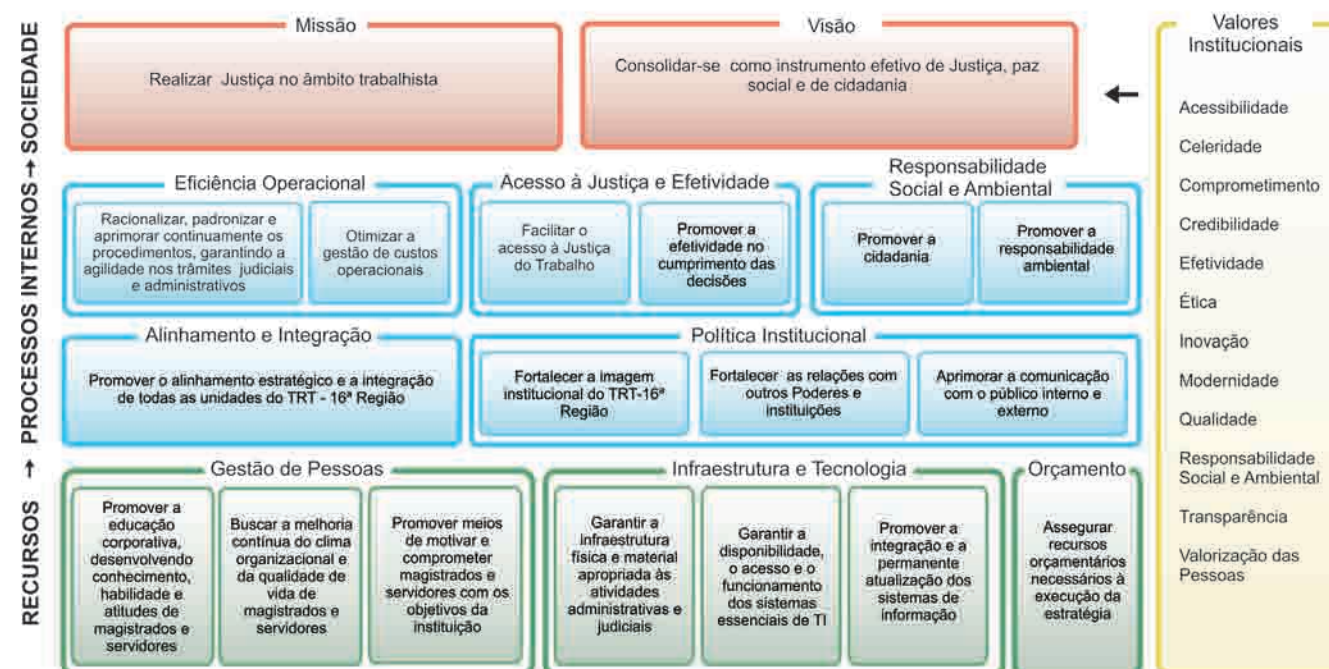 RECURSOS → PROCESSOS INTERNOS → SOCIEDADE
Missão
Realizar Justiça no âmbito trabalhista
Visão
Consolidar-se como instrumento efetivo de Justiça, paz
social e de cidadania
Eficiência Operacional
Racionalizar, padronizar e
aprimorar continuamente os
procedimentos, garantindo a
agilidade nos trâmites judiciais
e administrativos
Otimizar a
gestão de custos
operacionais
Acesso à Justiça e Efetividade
Facilitar o
acesso à Justiça
do Trabalho
Promover a
efetividade no
cumprimento das
decisões
Responsabilidade
Social e Ambiental
Promover a
cidadania
Promover a
responsabilidade
ambiental
Alinhamento e Integração
Promover o alinhamento estratégico e a integração
de todas as unidades do TRT - 16ª Região
Política Institucional
Fortalecer a imagem
institucional do TRT-16ª
Região
Fortalecer as relações com
outros Poderes e
instituições
Aprimorar a comunicação
com o público interno e
externo
Gestão de Pessoas
Promover a
educação
corporativa,
desenvolvendo
conhecimento,
habilidade e
atitudes de
magistrados e
servidores
Buscar a melhoria
contínua do clima
organizacional e
da qualidade de
vida de
magistrados e
servidores
Promover meios
de motivar e
comprometer
magistrados e
servidores com os
objetivos da
instituição
Infraestrutura e Tecnologia
Garantir a
infraestrutura
física e material
apropriada às
atividades
administrativas e
judiciais
Garantir a
disponibilidade,
o acesso e o
funcionamento
dos sistemas
essenciais de TI
Promover a
integração e a
permanente
atualização dos
sistemas de
informação
Orçamento
Assegurar
recursos
orçamentários
necessários à
execução da
estratégia
Valores
Institucionais
Acessibilidade
Celeridade
Comprometimento
Credibilidade
Efetividade
Ética
Inovação
Modernidade
Qualidade
Responsabilidade
Social e Ambiental
Transparência
Valorização das
Pessoas